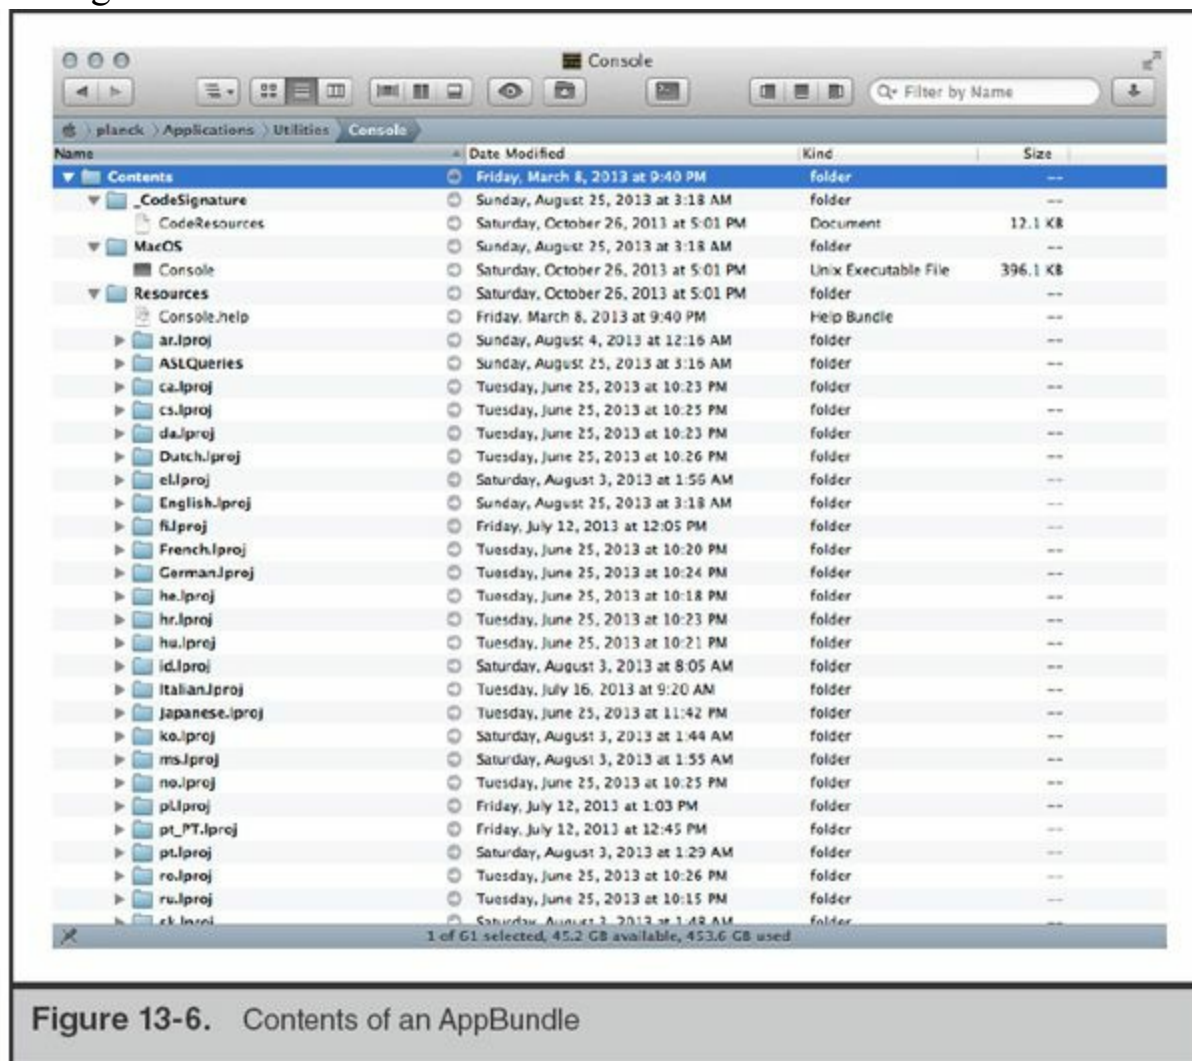 Console
Filter by Name
planck Applications Utilities Console
Name Date Modified Kind Size
Contents Friday, March 8, 2013 at 9:40 PM folder --
_CodeSignature Sunday, August 25, 2013 at 3:18 AM folder --
CodeResources Saturday, October 26, 2013 at 5:01 PM Document 12.1 KB
MacOS Sunday, August 25, 2013 at 3:18 AM folder --
Console Saturday, October 26, 2013 at 5:01 PM Unix Executable File 396.1 KB
Resources Saturday, October 26, 2013 at 5:01 PM folder --
Console.help Friday, March 8, 2013 at 9:40 PM Help Bundle --
ar.lproj Sunday, August 4, 2013 at 12:16 AM folder --
ASLQueries Sunday, August 25, 2013 at 3:16 AM folder --
ca.lproj Tuesday, June 25, 2013 at 10:23 PM folder --
cs.lproj Tuesday, June 25, 2013 at 10:25 PM folder --
da.lproj Tuesday, June 25, 2013 at 10:23 PM folder --
Dutch.lproj Tuesday, June 25, 2013 at 10:26 PM folder --
el.lproj Saturday, August 3, 2013 at 1:56 AM folder --
English.lproj Sunday, August 25, 2013 at 3:18 AM folder --
fi.lproj Friday, July 12, 2013 at 12:05 PM folder --
French.lproj Tuesday, June 25, 2013 at 10:20 PM folder --
German.lproj Tuesday, June 25, 2013 at 10:24 PM folder --
he.lproj Tuesday, June 25, 2013 at 10:18 PM folder --
hr.lproj Tuesday, June 25, 2013 at 10:23 PM folder --
hu.lproj Tuesday, June 25, 2013 at 10:21 PM folder --
id.lproj Saturday, August 3, 2013 at 8:05 AM folder --
Italian.lproj Tuesday, July 16, 2013 at 9:20 AM folder --
Japanese.lproj Tuesday, June 25, 2013 at 11:42 PM folder --
ko.lproj Saturday, August 3, 2013 at 1:44 AM folder --
ms.lproj Saturday, August 3, 2013 at 1:55 AM folder --
no.lproj Tuesday, June 25, 2013 at 10:25 PM folder --
pl.lproj Friday, July 12, 2013 at 1:03 PM folder --
pt_PT.lproj Friday, July 12, 2013 at 12:45 PM folder --
pt.lproj Saturday, August 3, 2013 at 1:29 AM folder --
ro.lproj Tuesday, June 25, 2013 at 10:26 PM folder --
ru.lproj Tuesday, June 25, 2013 at 10:15 PM folder --
sk.lproj Saturday, August 3, 2013 at 1:48 AM folder --
1 of 61 selected, 45.2 GB available, 453.6 GB used
Figure 13-6. Contents of an AppBundle